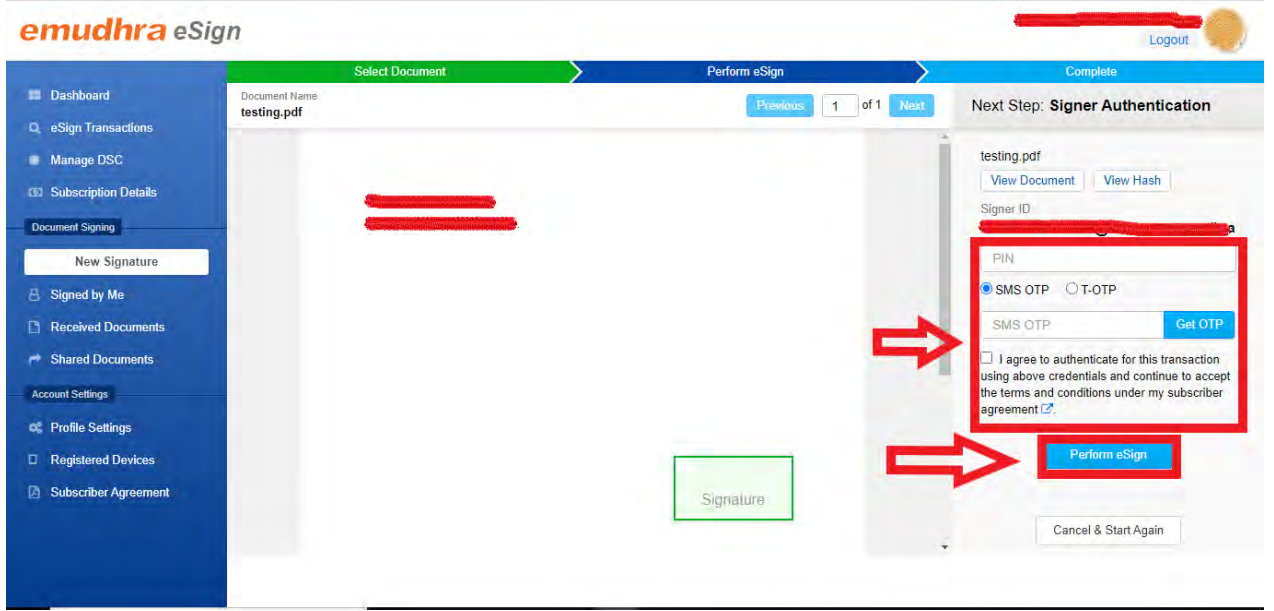 emudhra eSign
Logout
Select Document
Perform eSign
Complete
Dashboard
eSign Transactions
Manage DSC
Subscription Details
Document Signing
New Signature
Signed by Me
Received Documents
Shared Documents
Account Settings
Profile Settings
Registered Devices
Subscriber Agreement
Document Name
testing.pdf
Previous 1 of 1 Next
Signature
Next Step: Signer Authentication
testing.pdf
View Document View Hash
Signer ID
PIN
SMS OTP T-OTP
SMS OTP Get OTP
I agree to authenticate for this transaction
using above credentials and continue to accept
the terms and conditions under my subscriber
agreement
Perform eSign
Cancel & Start Again